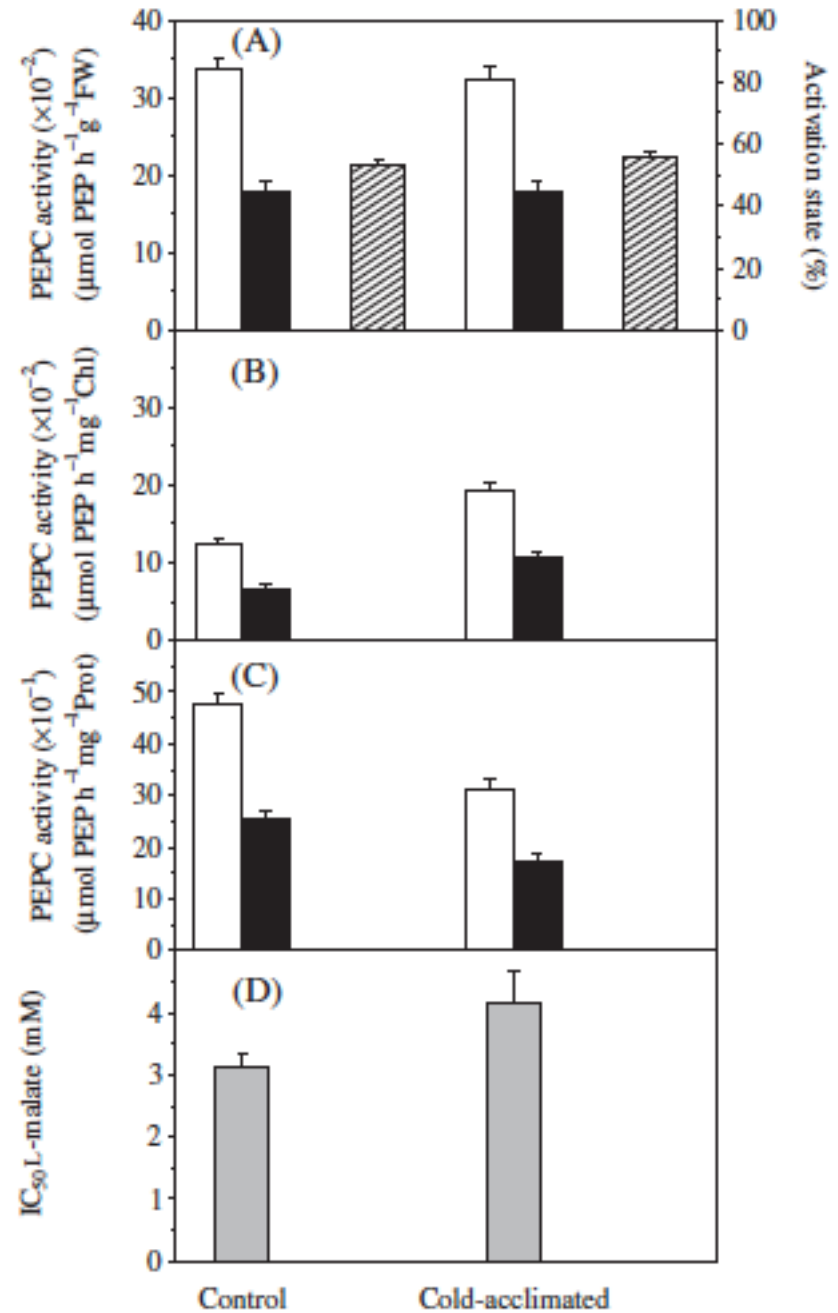 (A)
PEPC activity (×10⁻²)
(µmol PEP h⁻¹g⁻¹FW)
40
30
20
10
0
100
80
60
40
20
0
Activation state (%)
(B)
PEPC activity (×10⁻²)
(µmol PEP h⁻¹mg⁻¹Chl)
30
20
10
0
(C)
PEPC activity (×10⁻¹)
(µmol PEP h⁻¹mg⁻¹Prot)
50
40
30
20
10
0
(D)
IC₅₀L-malate (mM)
4
3
2
1
0
Control
Cold-acclimated